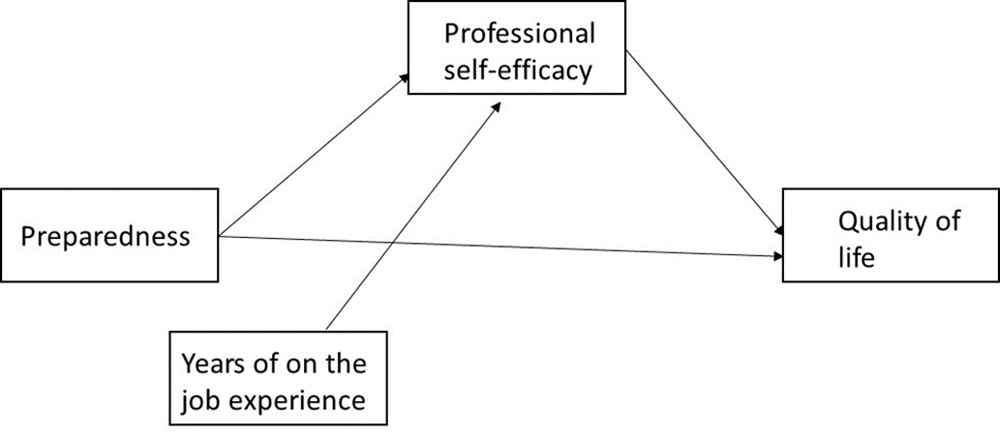 Professional
self-efficacy
Preparedness
Quality of
life
Years of on the
job experience